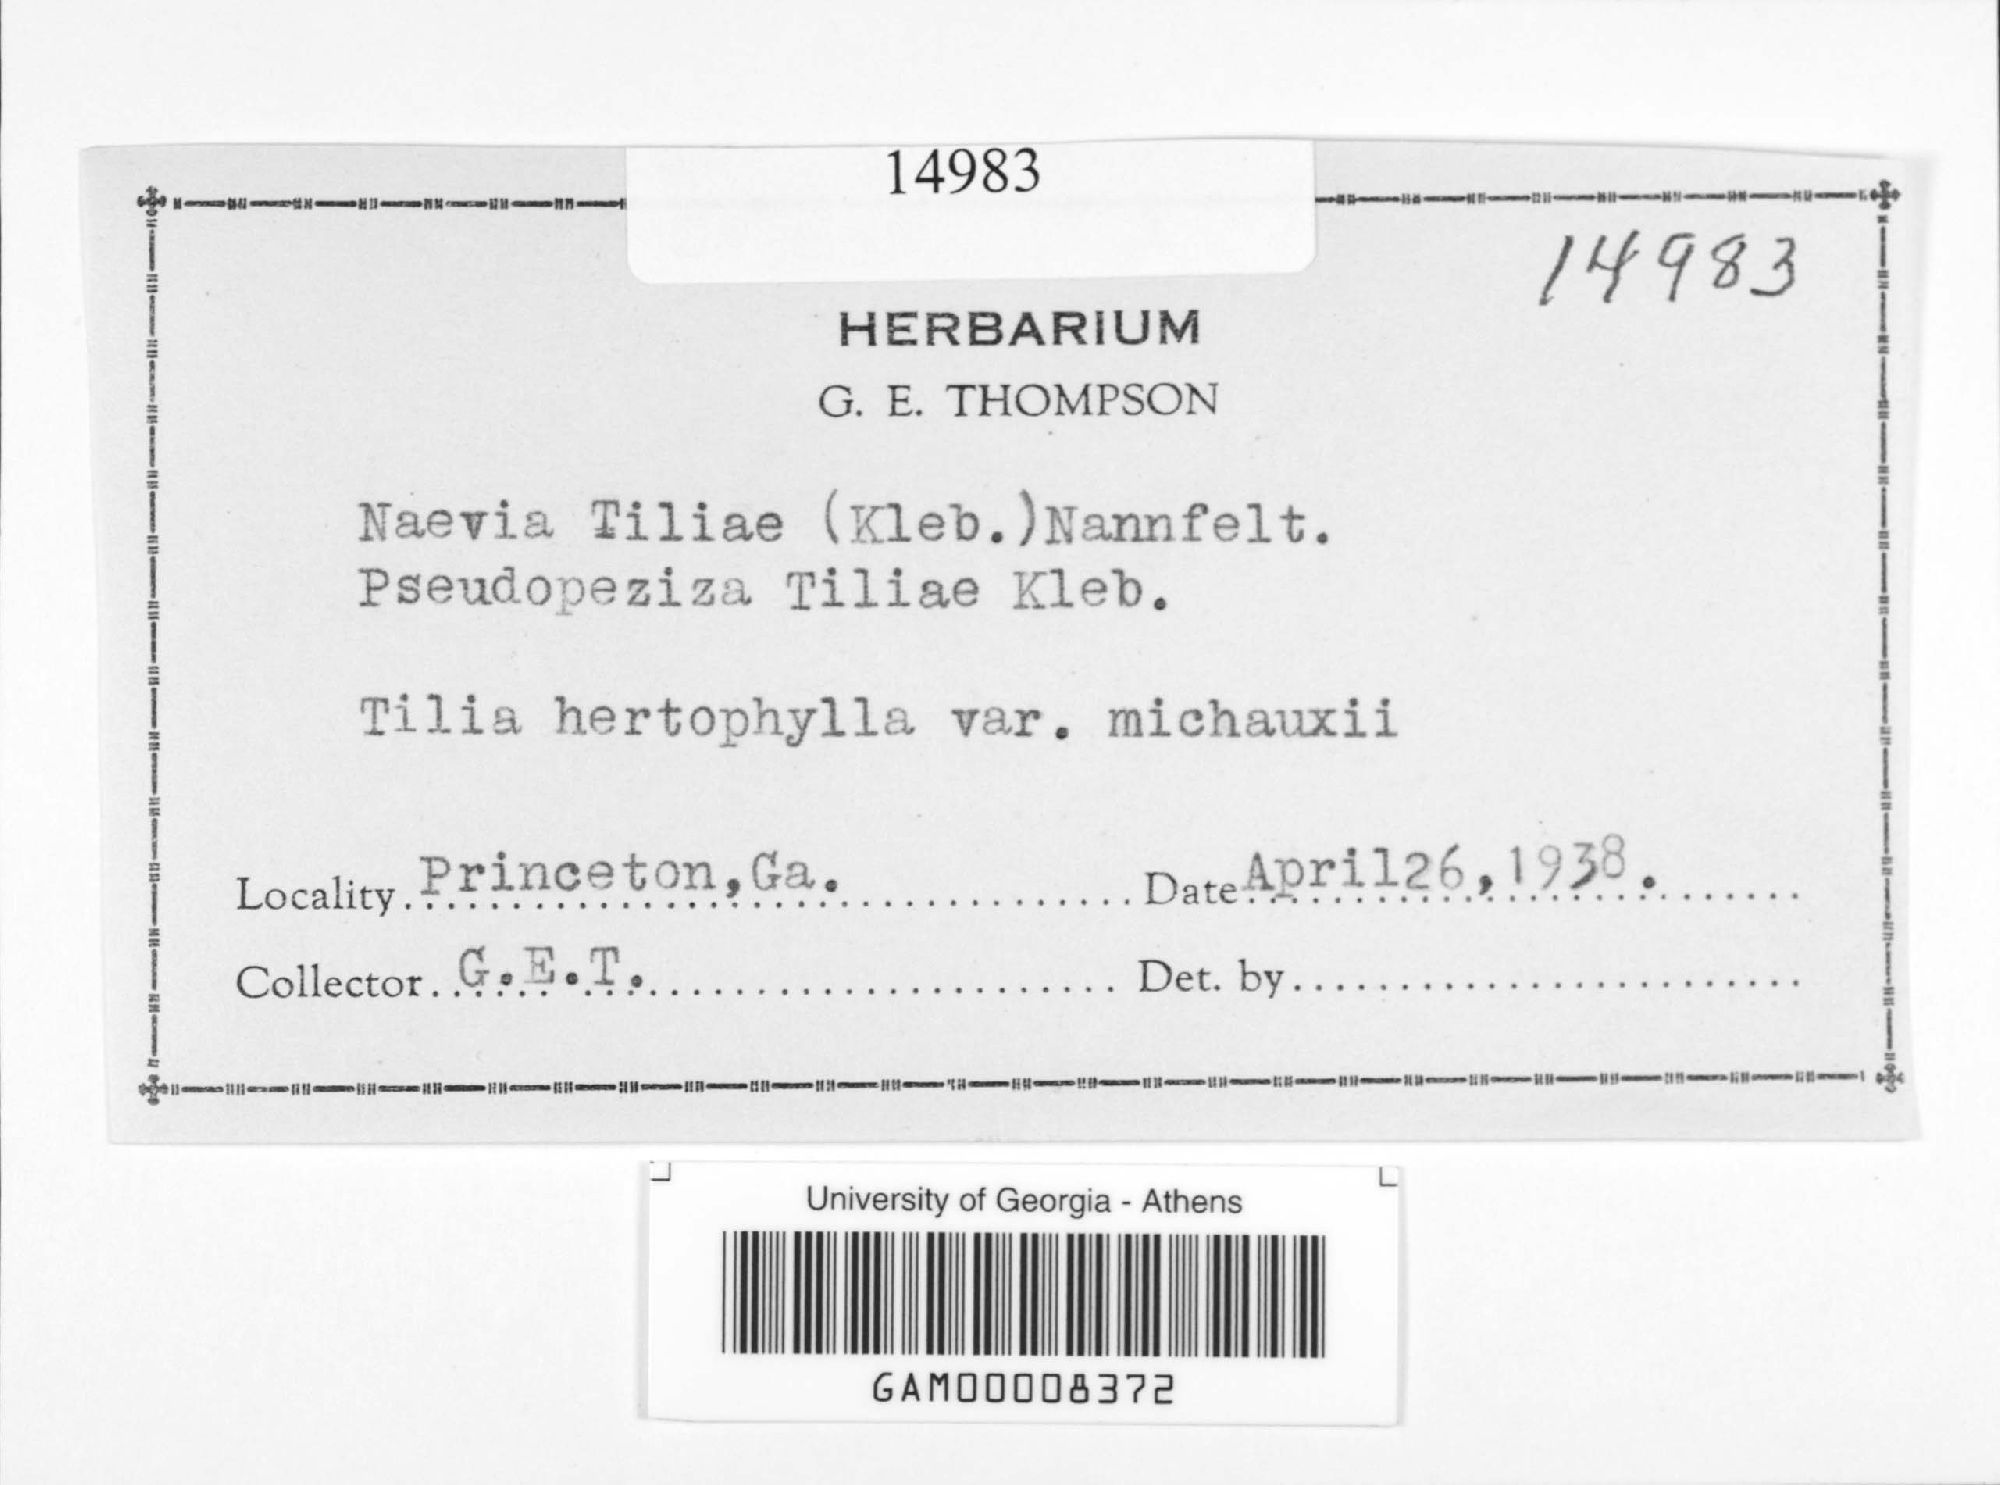 14983
14983
HERBARIUM
G. E. THOMPSON
Naevia Tiliae (Kleb.)Nannfelt.
Pseudopeziza Tiliae Kleb.
Tilia hertophylla var. michauxii
Locality Princeton,Ga. Date April26,1938.
Collector G.E.T. Det. by
University of Georgia - Athens
GAM00008372